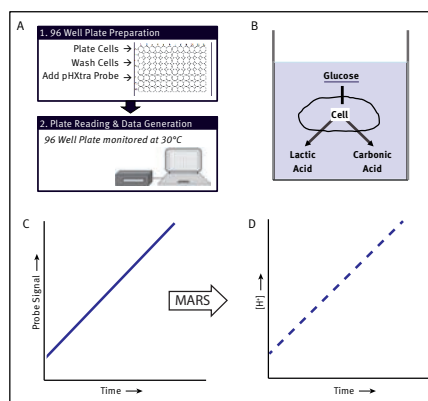 A
1. 96 Well Plate Preparation
Plate Cells →
Wash Cells →
Add pHXtra Probe →
2. Plate Reading & Data Generation
96 Well Plate monitored at 30°C
B
Glucose
Cell
Lactic
Acid
Carbonic
Acid
C
Probe Signal →
Time →
MARS
D
[H⁺] →
Time →